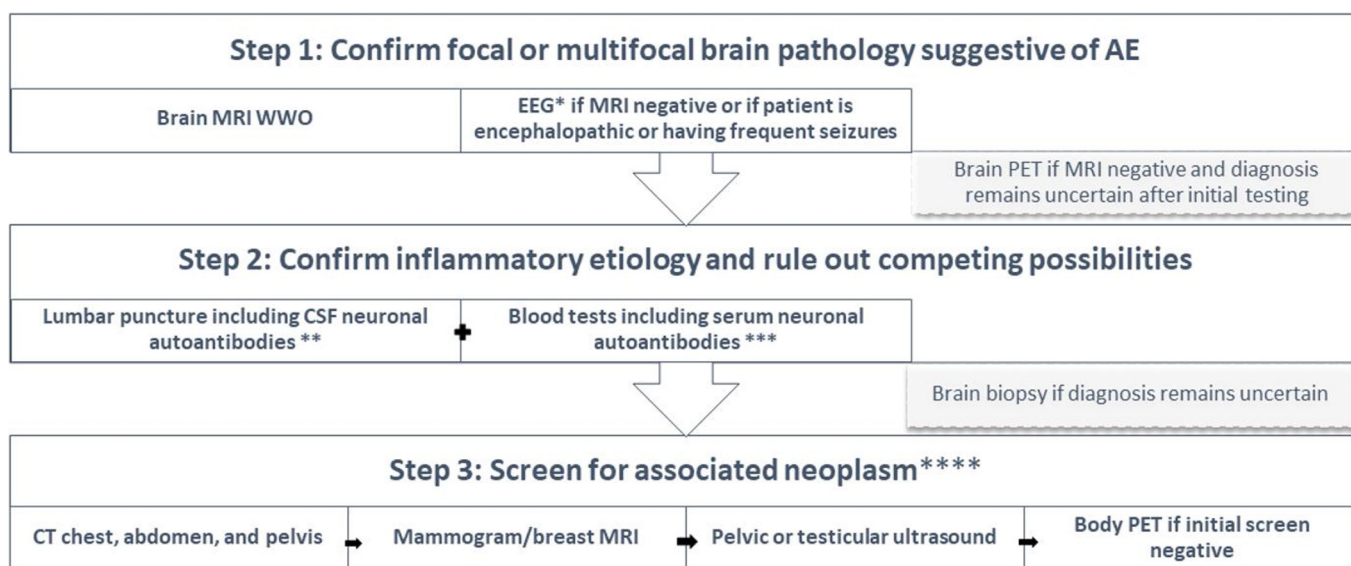 Step 1: Confirm focal or multifocal brain pathology suggestive of AE
Brain MRI WWO
EEG* if MRI negative or if patient is
encephalopathic or having frequent seizures
Brain PET if MRI negative and diagnosis
remains uncertain after initial testing
Step 2: Confirm inflammatory etiology and rule out competing possibilities
Lumbar puncture including CSF neuronal
autoantibodies **
Blood tests including serum neuronal
autoantibodies ***
Brain biopsy if diagnosis remains uncertain
Step 3: Screen for associated neoplasm****
CT chest, abdomen, and pelvis
Mammogram/breast MRI
Pelvic or testicular ultrasound
Body PET if initial screen
negative